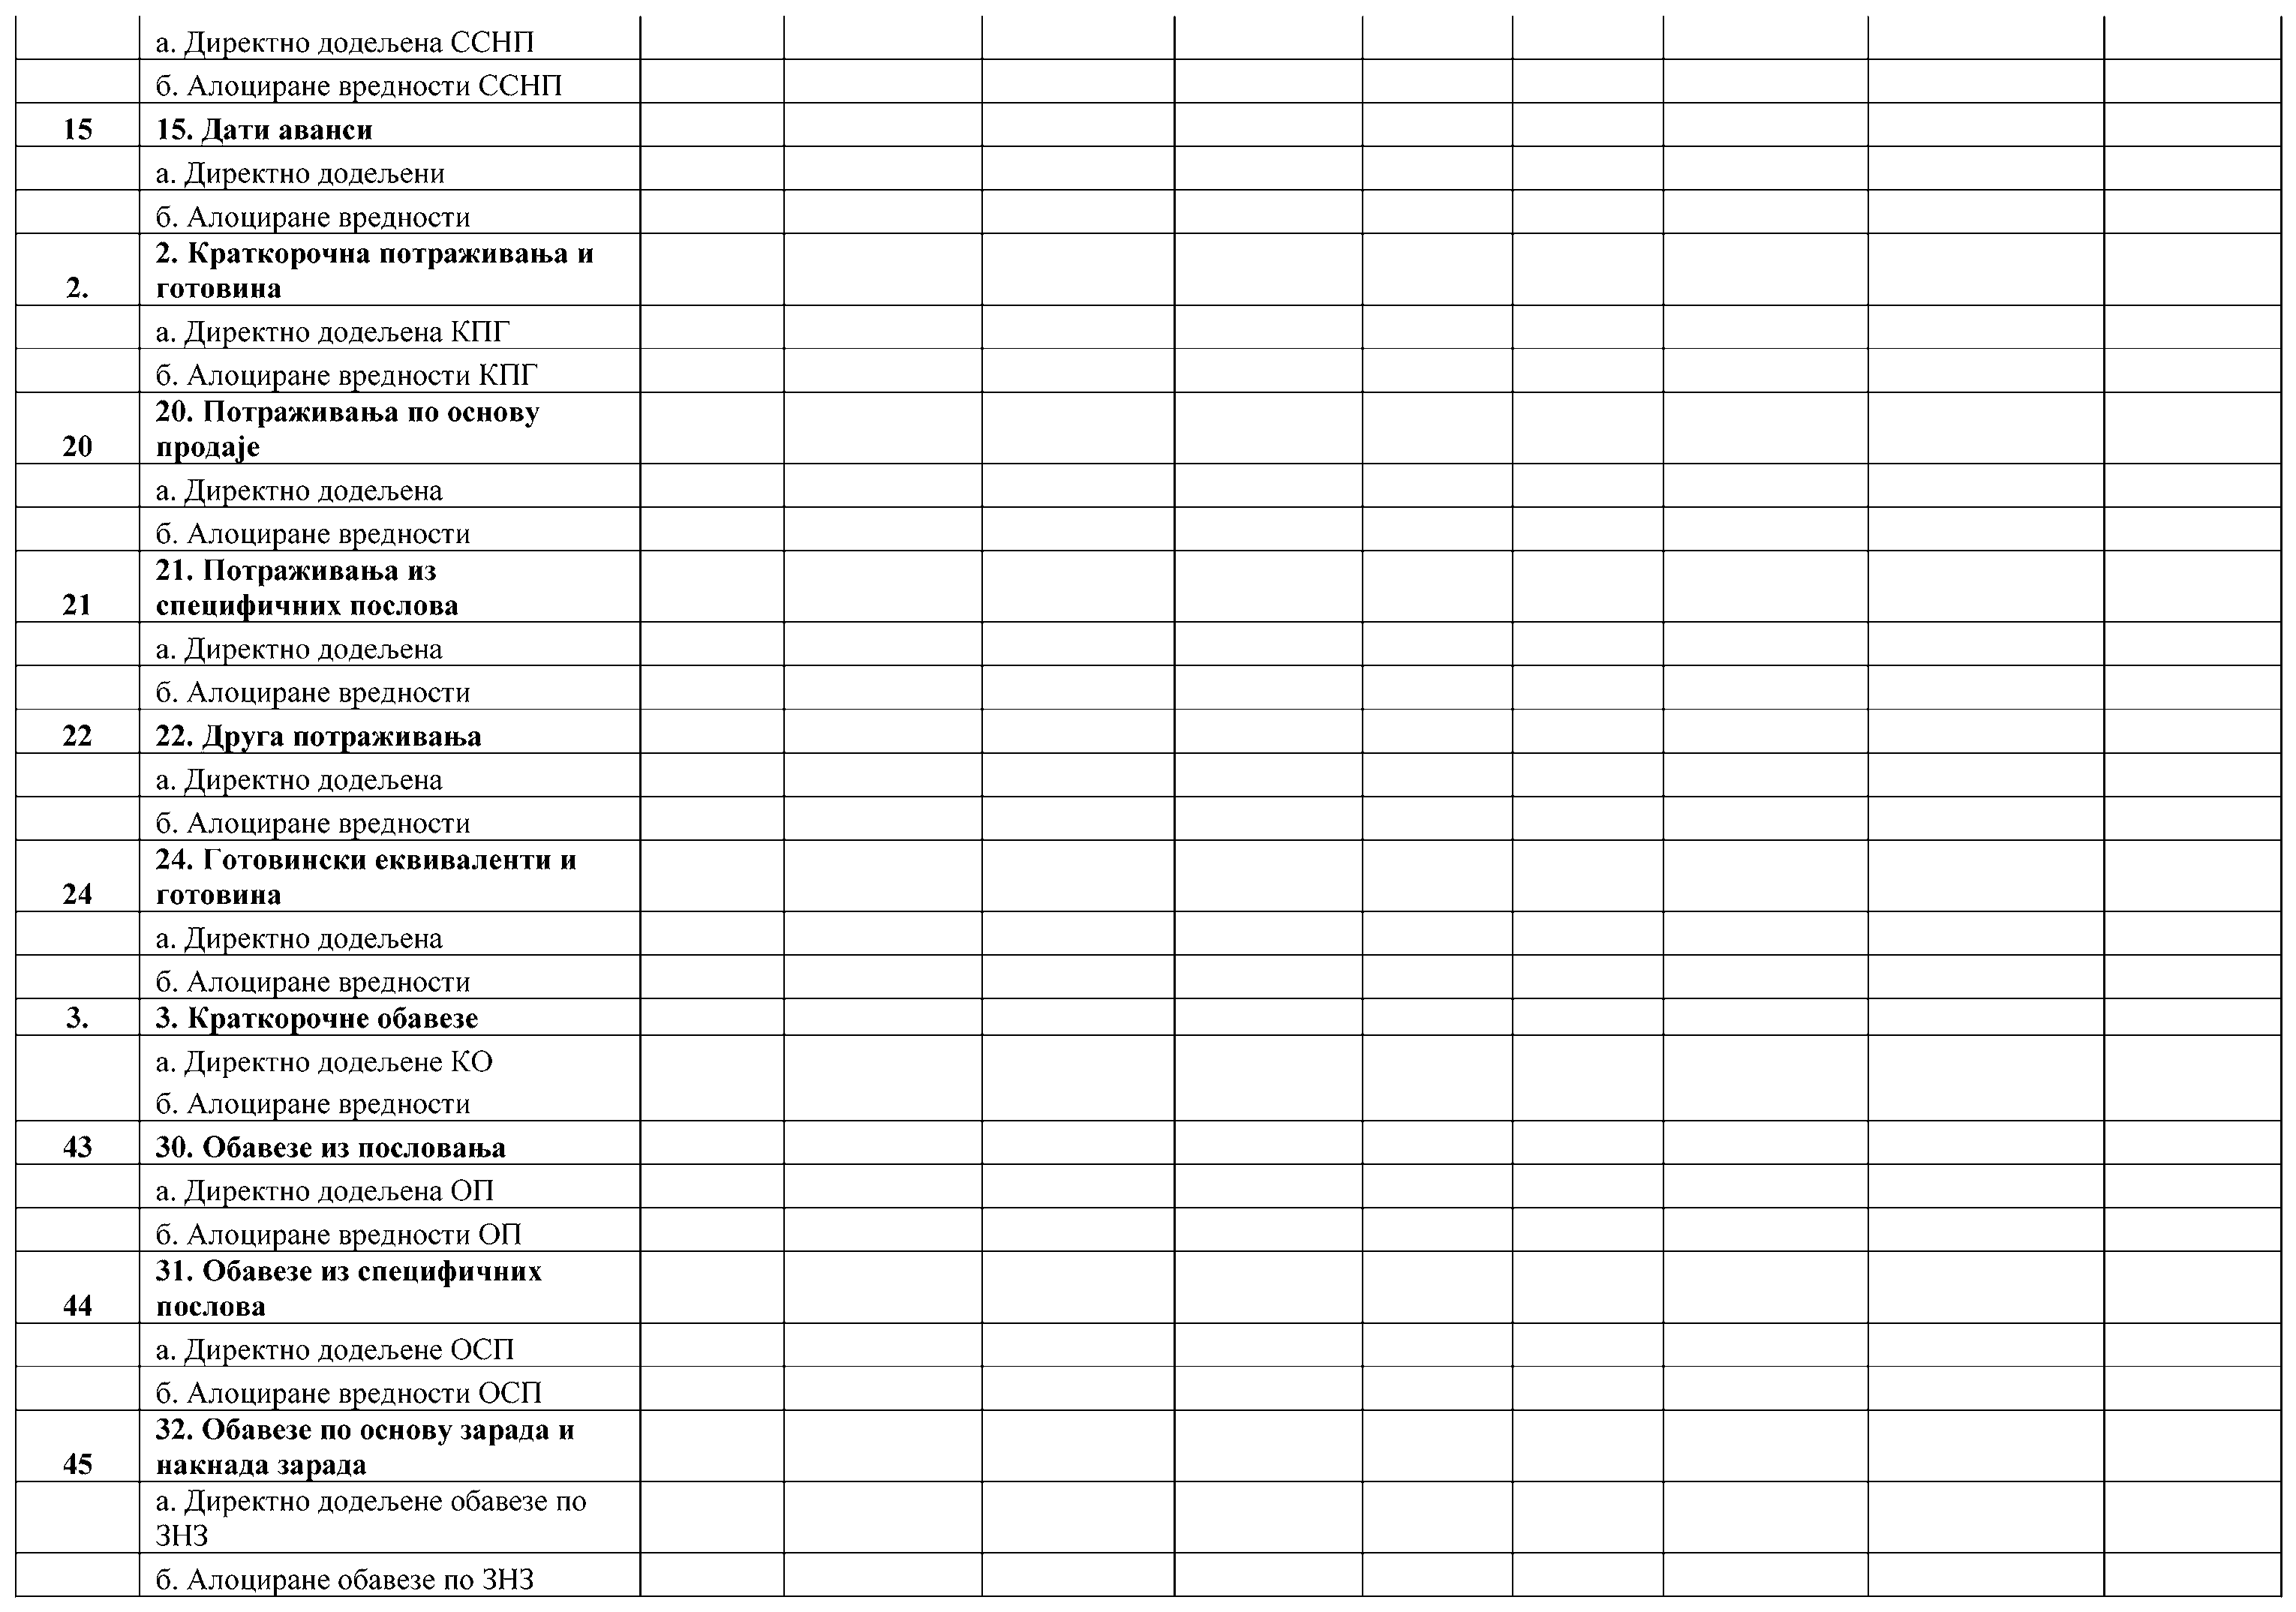 а. Директно додељена ССНП
б. Алоциране вредности ССНП
15 15. Дати аванси
а. Директно додељени
б. Алоциране вредности
2. Краткорочна потраживања и
2. готовина
а. Директно додељена КПГ
б. Алоциране вредности КПГ
20. Потраживања по основу
20 продаје
а. Директно додељена
б. Алоциране вредности
21. Потраживања из
21 специфичних послова
а. Директно додељена
б. Алоциране вредности
22 22. Друга потраживања
а. Директно додељена
б. Алоциране вредности
24. Готовински еквиваленти и
24 готовина
а. Директно додељена
б. Алоциране вредности
3. 3. Краткорочне обавезе
а. Директно додељене КО
б. Алоциране вредности
43 30. Обавезе из пословања
а. Директно додељена ОП
б. Алоциране вредности ОП
31. Обавезе из специфичних
44 послова
а. Директно додељене ОСП
б. Алоциране вредности ОСП
32. Обавезе по основу зарада и
45 накнада зарада
а. Директно додељене обавезе по
ЗНЗ
б. Алоциране обавезе по ЗНЗ